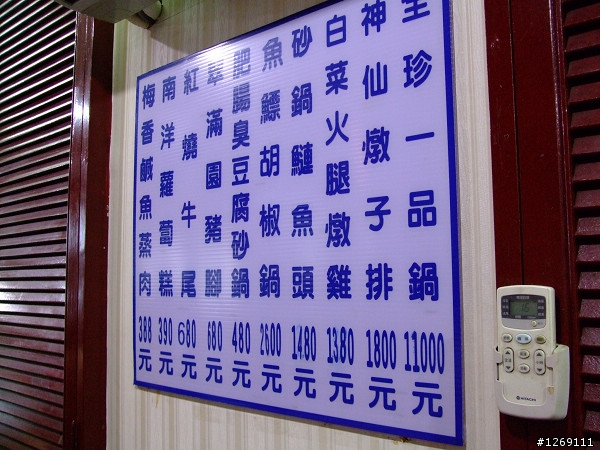 珍一品鍋 11000元
神仙燉子排 1800元
白菜火腿燉雞 1380元
砂鍋鰱魚頭 1480元
魚鰾胡椒鍋 2600元
肥腸臭豆腐砂鍋 480元
滿園豬腳 680元
紅燒牛尾 680元
南洋蘿蔔糕 390元
梅香鹹魚蒸肉 388元
HITACHI
#1269111